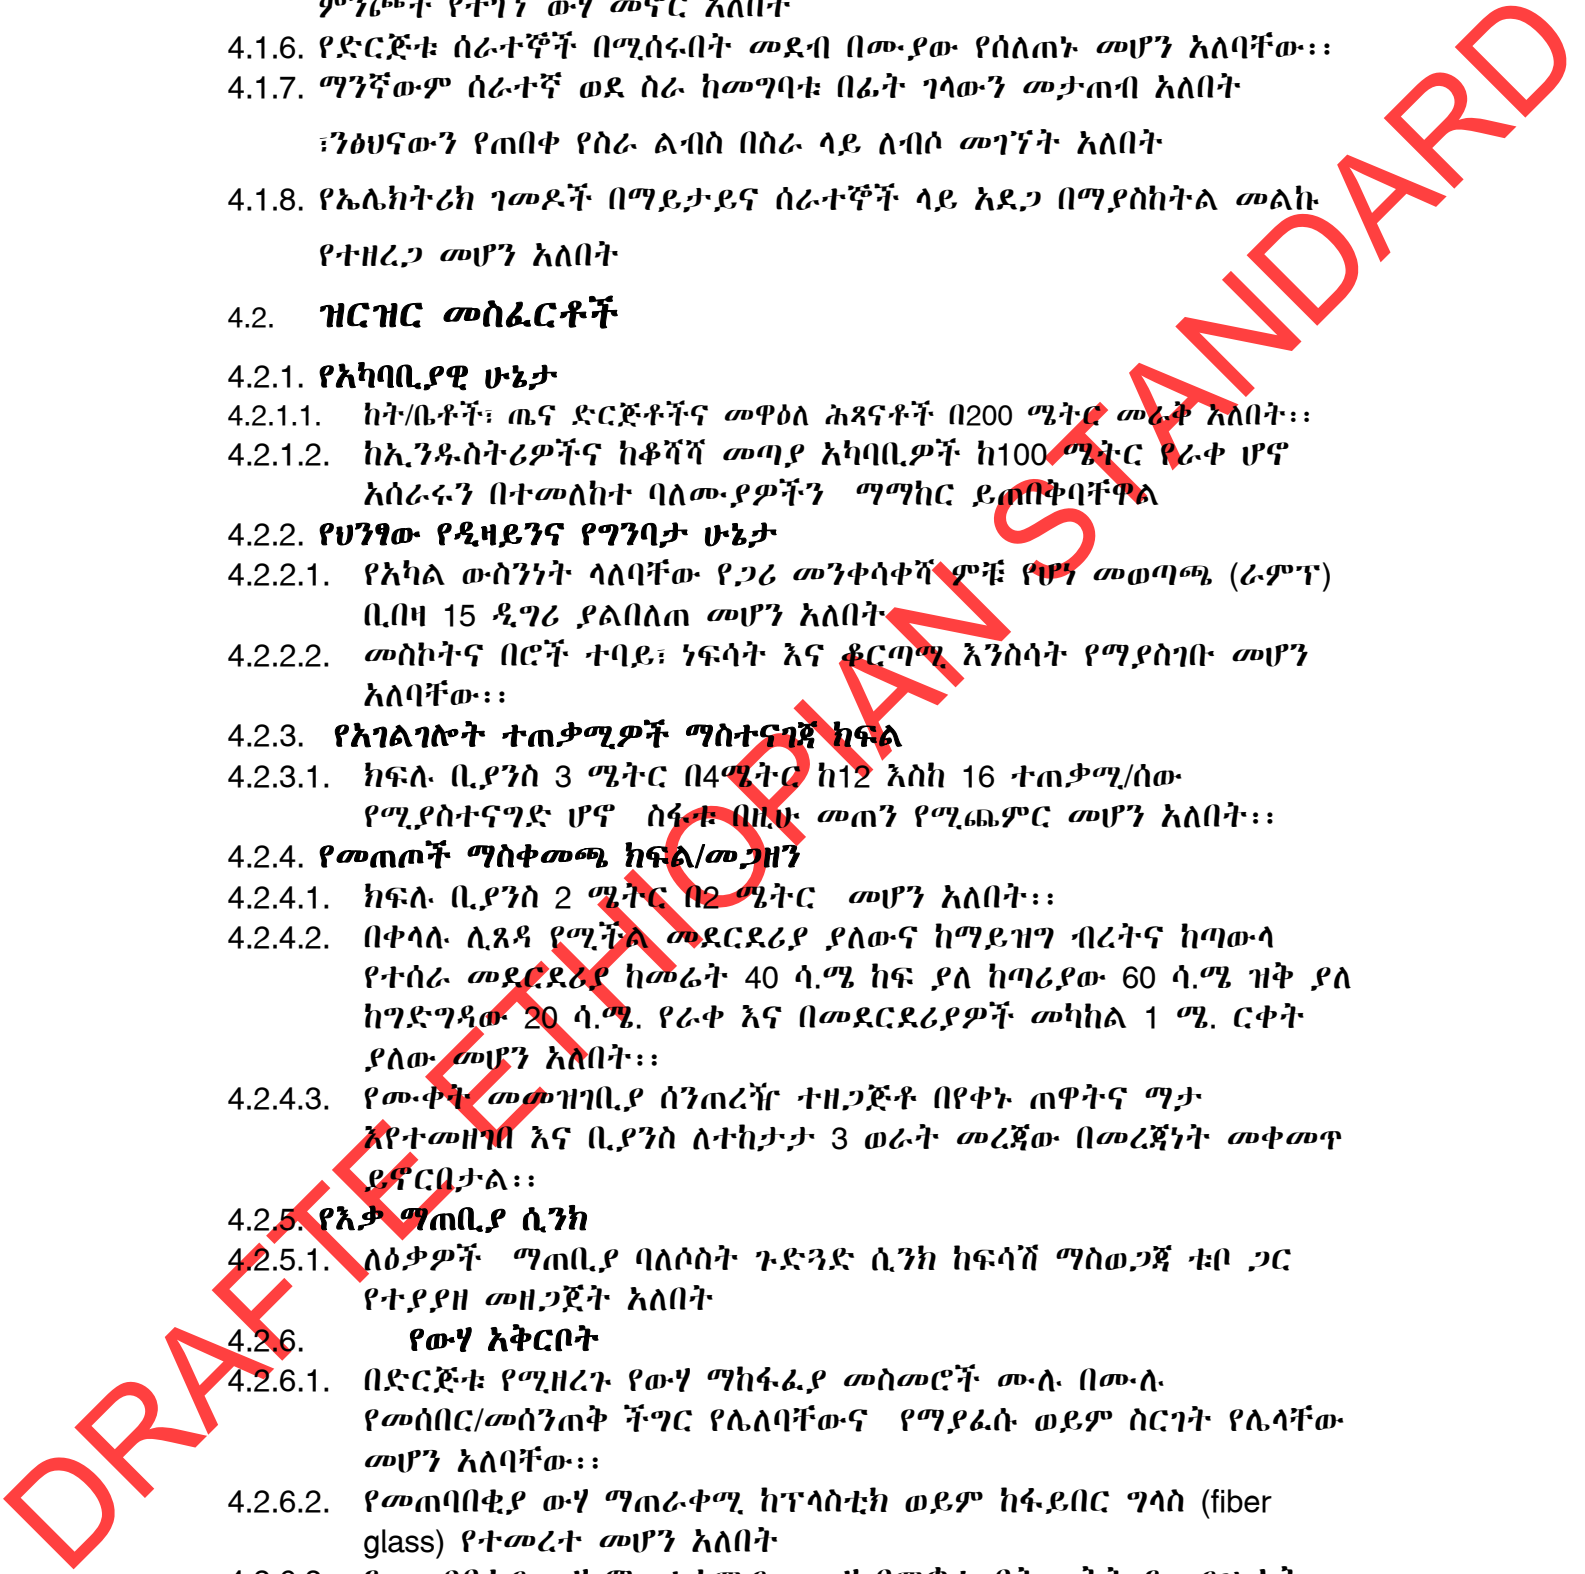 ምንጮች የተገኘ ውሃ መኖር አለበት
4.1.6. የድርጅቱ ሰራተኞች በሚሰሩበት መደብ በሙያው የሰለጠኑ መሆን አለባቸው፡፡
4.1.7. ማንኛውም ሰራተኛ ወደ ስራ ከመግባቱ በፊት ገላውን መታጠብ አለበት
፣ንፅህናውን የጠበቀ የስራ ልብስ በስራ ላይ ለብሶ መገኘት አለበት
4.1.8. የኤሌክትሪክ ገመዶች በማይታይና ሰራተኞች ላይ አደጋ በማያስከትል መልኩ
የተዘረጋ መሆን አለበት
4.2. ዝርዝር መስፈርቶች
4.2.1. የአካባቢያዊ ሁኔታ
4.2.1.1. ከት/ቤቶች፣ ጤና ድርጅቶችና መዋዕለ ሕጻናቶች በ200 ሜትር መራቅ አለበት፡፡
4.2.1.2. ከኢንዱስትሪዎችና ከቆሻሻ መጣያ አካባቢዎች ከ100 ሜትር የራቀ ሆኖ
አሰራሩን በተመለከተ ባለሙያዎችን ማማከር ይጠበቅባቸዋል
4.2.2. የህንፃው የዲዛይንና የግንባታ ሁኔታ
4.2.2.1. የአካል ውስንነት ላለባቸው የጋሪ መንቀሳቀሻ ምቹ የሆነ መወጣጫ (ራምፕ)
ቢበዛ 15 ዲግሪ ያልበለጠ መሆን አለበት
4.2.2.2. መስኮትና በሮች ተባይ፣ ነፍሳት እና ቆርጣሚ እንስሳት የማያስገቡ መሆን
አለባቸው፡፡
4.2.3. የአገልገሎት ተጠቃሚዎች ማስተናገጃ ክፍል
4.2.3.1. ክፍሉ ቢያንስ 3 ሜትር በ4ሜትር ከ12 እስከ 16 ተጠቃሚ/ሰው
የሚያስተናግድ ሆኖ ስፋቱ በዚሁ መጠን የሚጨምር መሆን አለበት፡፡
4.2.4. የመጠጦች ማስቀመጫ ክፍል/መጋዘን
4.2.4.1. ክፍሉ ቢያንስ 2 ሜትር በ2 ሜትር መሆን አለበት፡፡
4.2.4.2. በቀላሉ ሊጸዳ የሚችል መደርደሪያ ያለውና ከማይዝግ ብረትና ከጣውላ
የተሰራ መደርደሪያ ከመሬት 40 ሳ.ሜ ከፍ ያለ ከጣሪያው 60 ሳ.ሜ ዝቅ ያለ
ከግድግዳው 20 ሳ.ሜ. የራቀ እና በመደርደሪያዎች መካከል 1 ሜ. ርቀት
ያለው መሆን አለበት፡፡
4.2.4.3. የሙቀት መመዝገቢያ ሰንጠረዥ ተዘጋጅቶ በየቀኑ ጠዋትና ማታ
እየተመዘገበ እና ቢያንስ ለተከታታ 3 ወራት መረጃው በመረጃነት መቀመጥ
ይኖርበታል፡፡
4.2.5. የእቃ ማጠቢያ ሲንክ
4.2.5.1. ለዕቃዎች ማጠቢያ ባለሶስት ጉድጓድ ሲንክ ከፍሳሽ ማስወጋጃ ቱቦ ጋር
የተያያዘ መዘጋጀት አለበት
4.2.6. የውሃ አቅርቦት
4.2.6.1. በድርጅቱ የሚዘረጉ የውሃ ማከፋፈያ መስመሮች ሙሉ በሙሉ
የመሰበር/መሰንጠቅ ችግር የሌለባቸውና የማያፈሱ ወይም ስርገት የሌላቸው
መሆን አለባቸው፡፡
4.2.6.2. የመጠባበቂያ ውሃ ማጠራቀሚ ከፕላስቲክ ወይም ከፋይበር ግላስ (fiber
glass) የተመረተ መሆን አለበት
DRAFTE ETHIOPIAN STANDARD